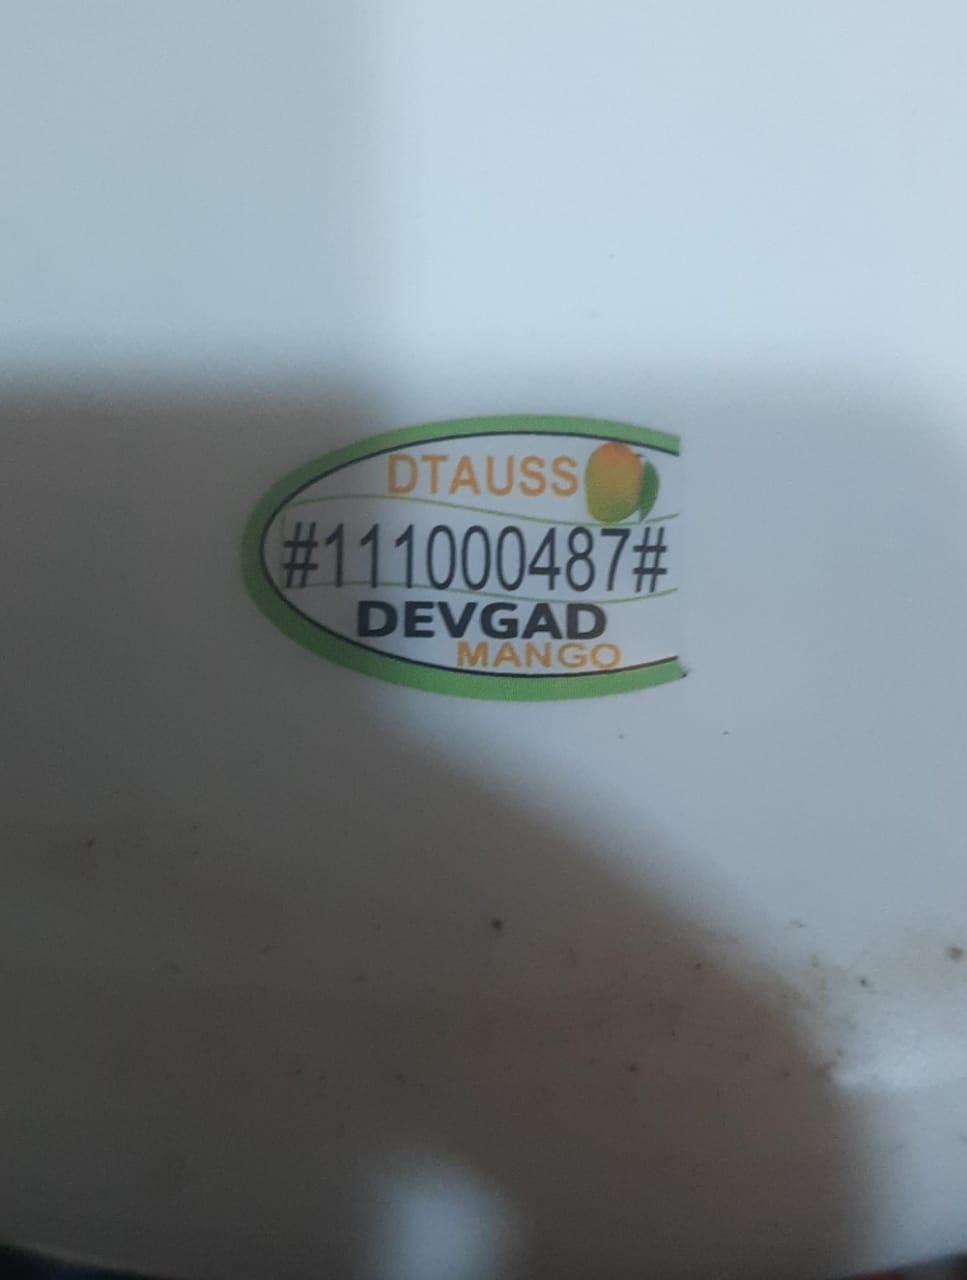 DTAUSS
#111000487#
DEVGAD
MANGO